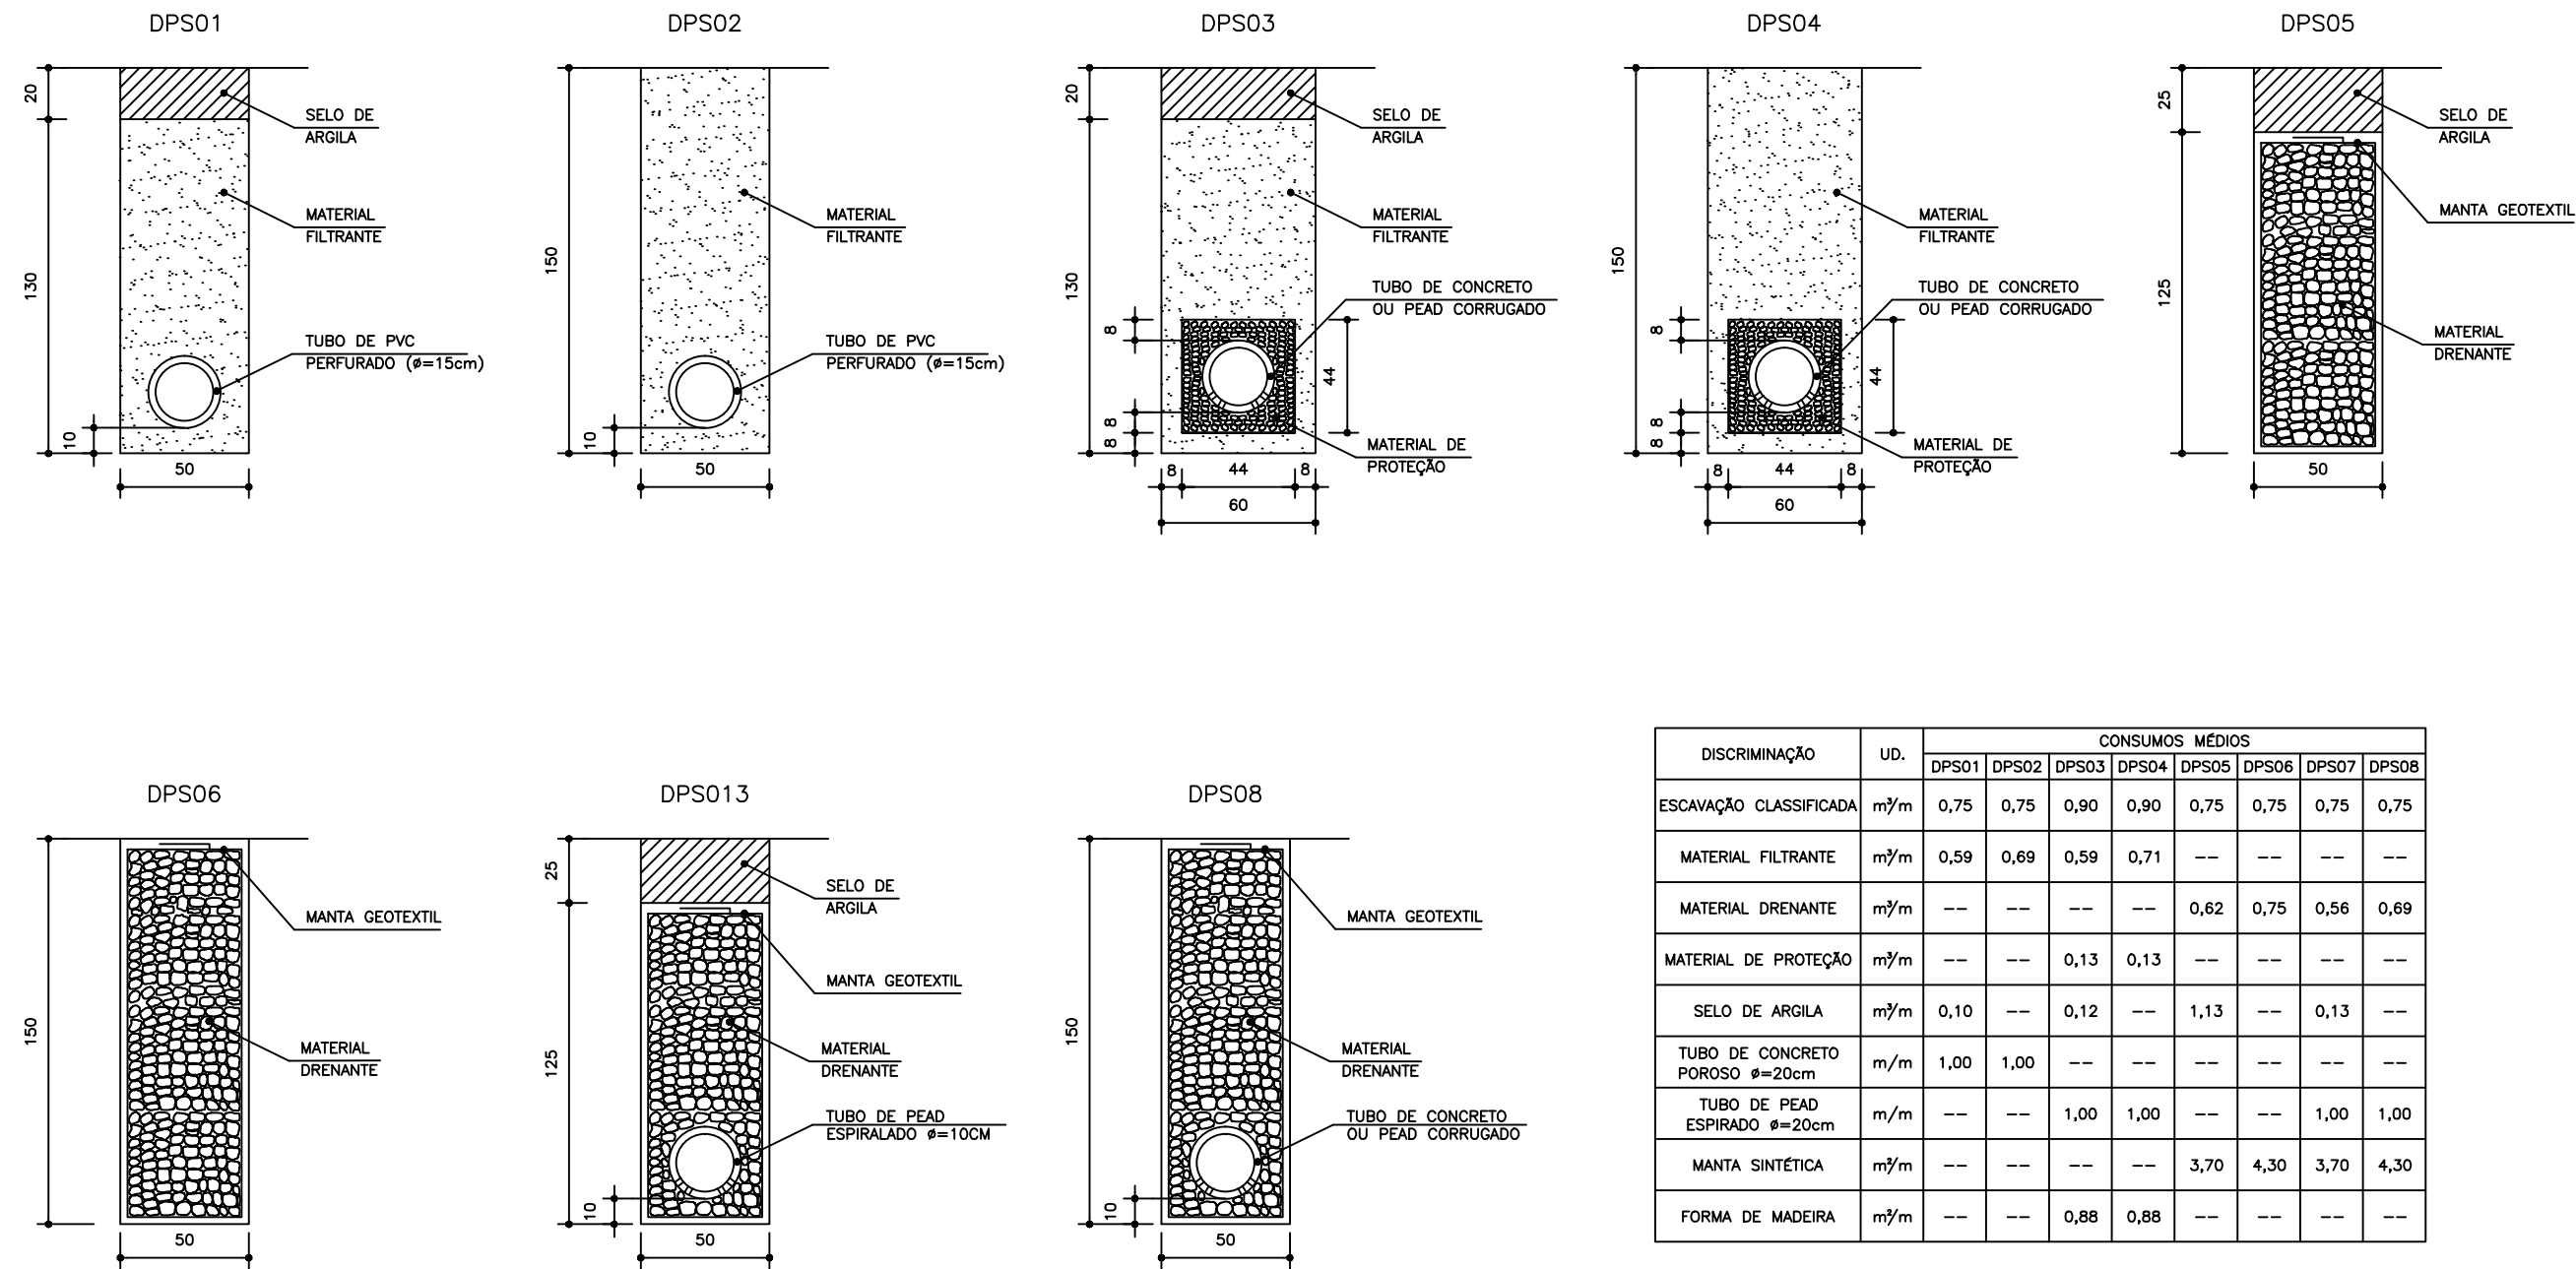 DPS01
20
130
10
50
SELO DE
ARGILA
MATERIAL
FILTRANTE
TUBO DE PVC
PERFURADO (Ø=15cm)
DPS02
150
10
50
MATERIAL
FILTRANTE
TUBO DE PVC
PERFURADO (Ø=15cm)
DPS03
20
130
8
8
8
44
8 44 8
60
SELO DE
ARGILA
MATERIAL
FILTRANTE
TUBO DE CONCRETO
OU PEAD CORRUGADO
MATERIAL DE
PROTEÇÃO
DPS04
150
8
8
8
44
8 44 8
60
MATERIAL
FILTRANTE
TUBO DE CONCRETO
OU PEAD CORRUGADO
MATERIAL DE
PROTEÇÃO
DPS05
25
125
50
SELO DE
ARGILA
MANTA GEOTEXTIL
MATERIAL
DRENANTE
DPS06
150
50
MANTA GEOTEXTIL
MATERIAL
DRENANTE
DPS013
25
125
10
50
SELO DE
ARGILA
MANTA GEOTEXTIL
MATERIAL
DRENANTE
TUBO DE PEAD
ESPIRALADO Ø=10CM
DPS08
150
10
50
MANTA GEOTEXTIL
MATERIAL
DRENANTE
TUBO DE CONCRETO
OU PEAD CORRUGADO
DISCRIMINAÇÃO UD. CONSUMOS MÉDIOS
DPS01 DPS02 DPS03 DPS04 DPS05 DPS06 DPS07 DPS08
ESCAVAÇÃO CLASSIFICADA m³/m 0,75 0,75 0,90 0,90 0,75 0,75 0,75 0,75
MATERIAL FILTRANTE m³/m 0,59 0,69 0,59 0,71 -- -- -- --
MATERIAL DRENANTE m³/m -- -- -- -- 0,62 0,75 0,56 0,69
MATERIAL DE PROTEÇÃO m³/m -- -- 0,13 0,13 -- -- -- --
SELO DE ARGILA m³/m 0,10 -- 0,12 -- 1,13 -- 0,13 --
TUBO DE CONCRETO
POROSO Ø=20cm m/m 1,00 1,00 -- -- -- -- -- --
TUBO DE PEAD
ESPIRADO Ø=20cm m/m -- -- 1,00 1,00 -- -- 1,00 1,00
MANTA SINTÉTICA m²/m -- -- -- -- 3,70 4,30 3,70 4,30
FORMA DE MADEIRA m²/m -- -- 0,88 0,88 -- -- -- --